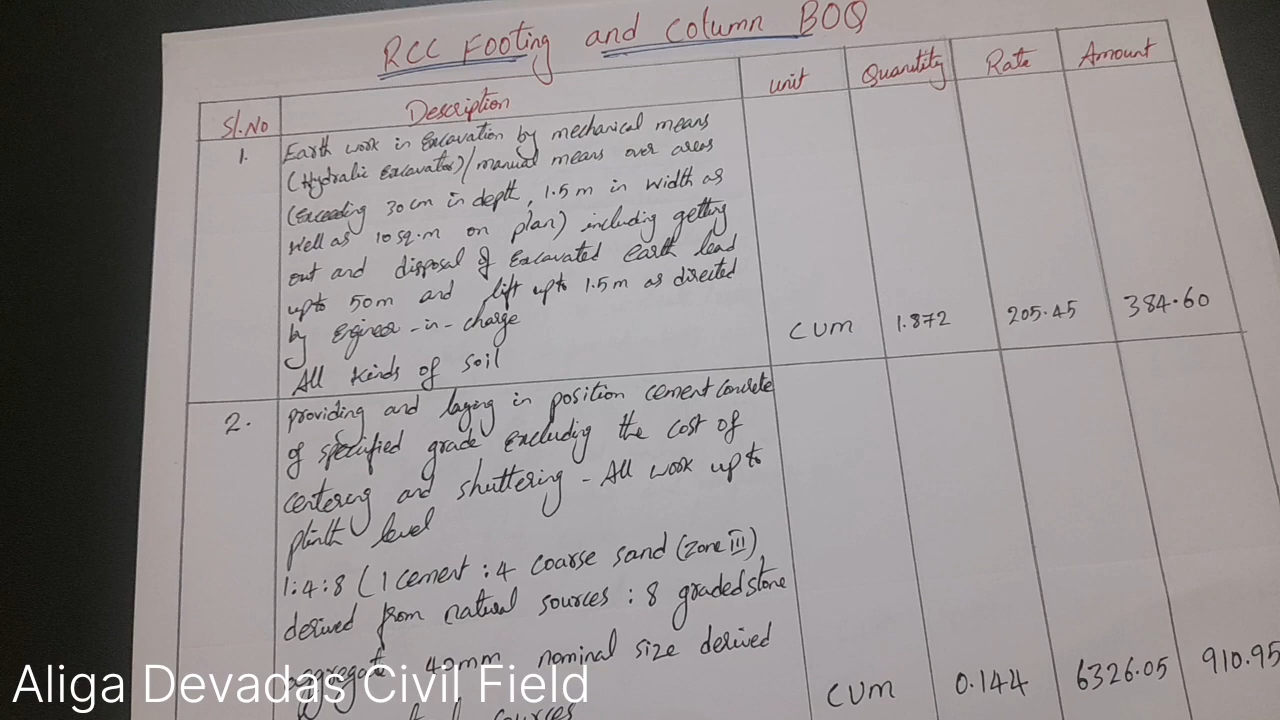 RCC Footing and Column BOQ
Sl.No Description unit Quantity Rate Amount
1. Earth work in Excavation by mechanical means
(Hydralic Excavator)/manual means over areas
(Exceeding 30cm in depth, 1.5m in width as
well as 10sq.m on plan) including getting
out and disposal of Excavated Earth lead
upto 50m and lift upto 1.5m as directed
by Engineer-in-charge
All kinds of soil CUM 1.872 205.45 384.60
2. providing and laying in position cement concrete
of specified grade excluding the cost of
centering and shuttering - All work up to
plinth level
1:4:8 (1 cement : 4 coarse sand (zone III)
derived from natural sources : 8 graded stone
aggregate 40mm nominal size derived
sources CUM 0.144 6326.05 910.95
Aliga Devadas Civil Field